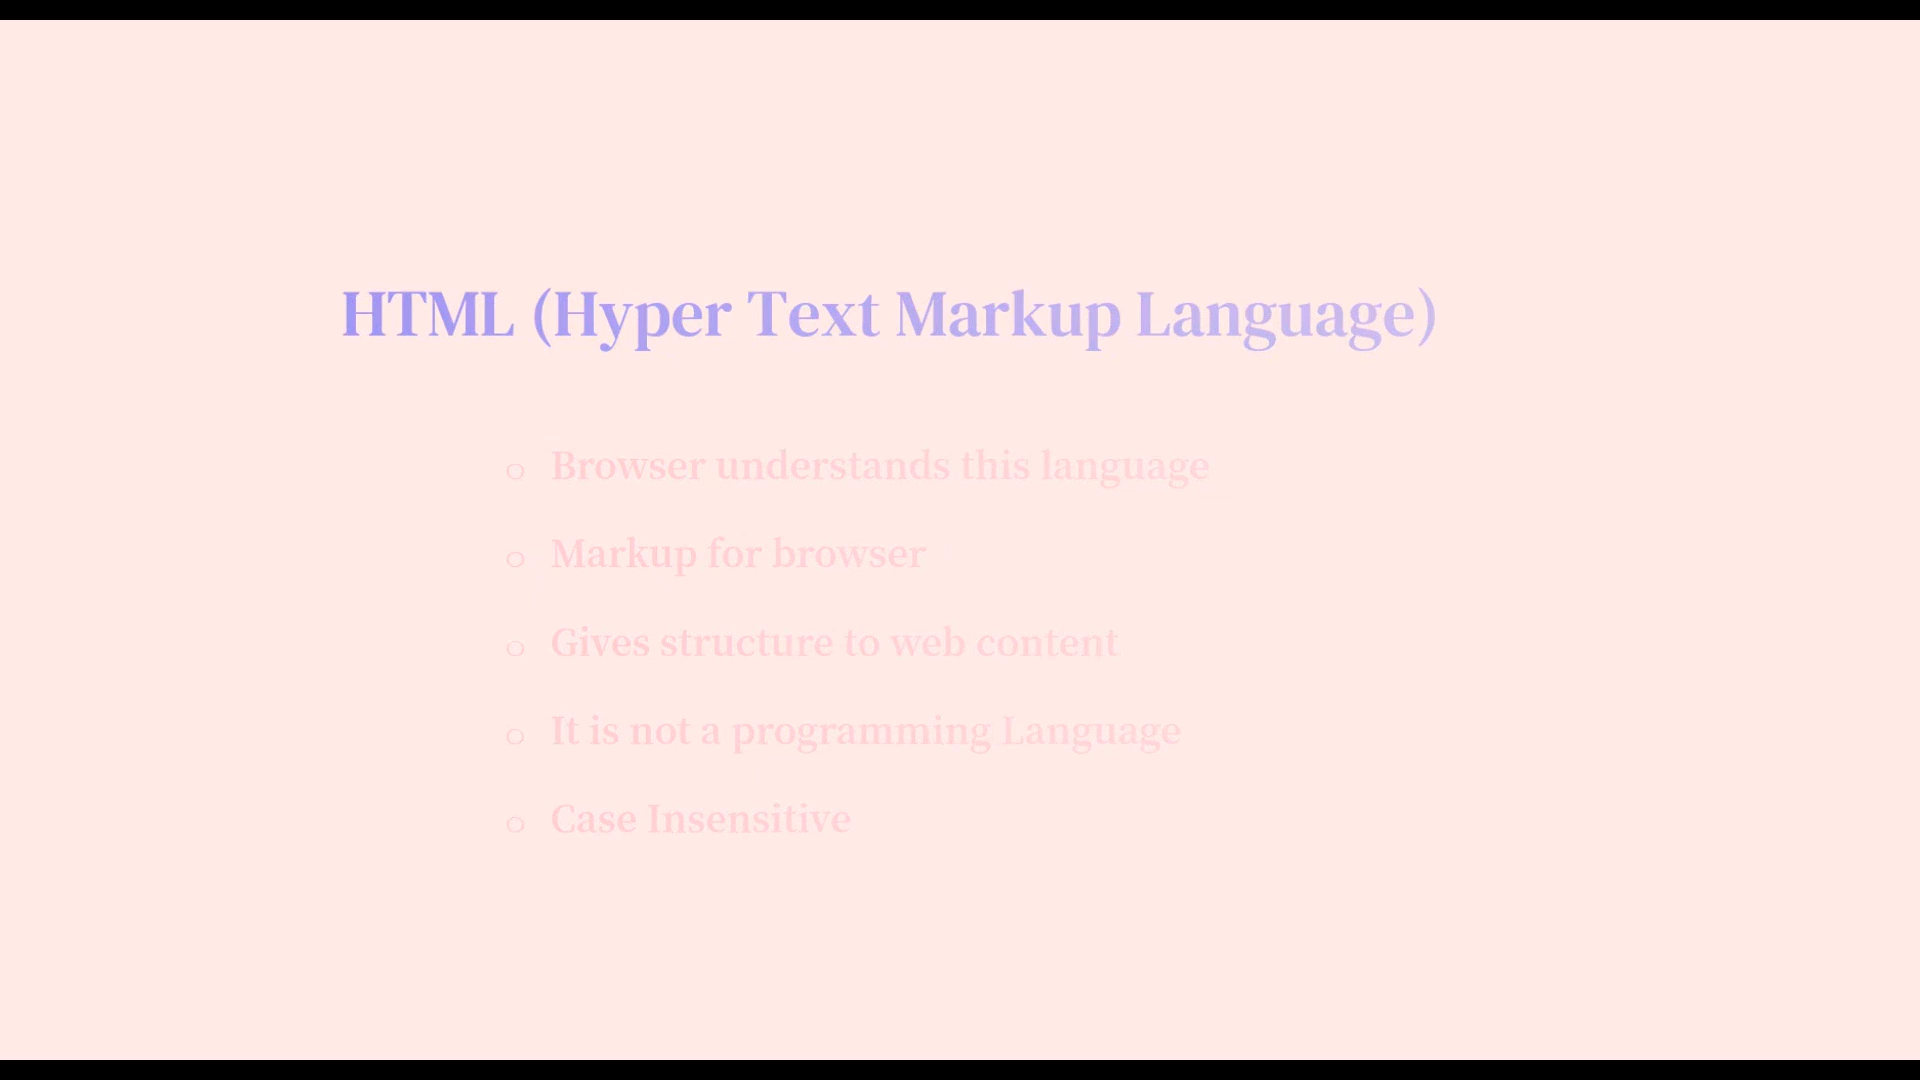 HTML (Hyper Text Markup Language)
o Browser understands this language
o Markup for browser
o Gives structure to web content
o It is not a programming Language
o Case Insensitive